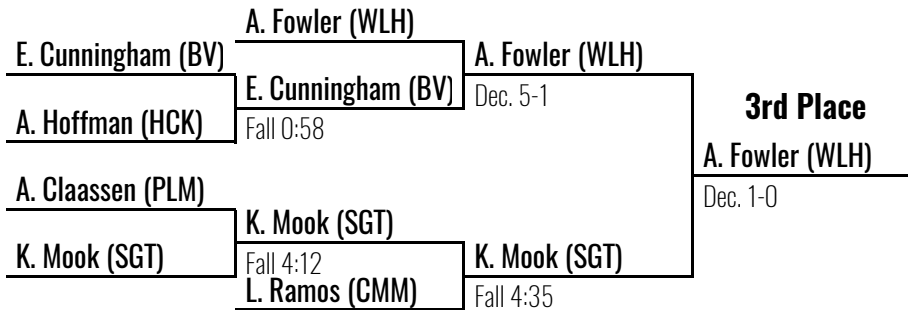 A. Fowler (WLH)
E. Cunningham (BV)
A. Fowler (WLH)
E. Cunningham (BV)
Dec. 5-1
3rd Place
A. Hoffman (HCK)
Fall 0:58
A. Fowler (WLH)
A. Claassen (PLM)
Dec. 1-0
K. Mook (SGT)
K. Mook (SGT)
Fall 4:12
K. Mook (SGT)
L. Ramos (CMM)
Fall 4:35